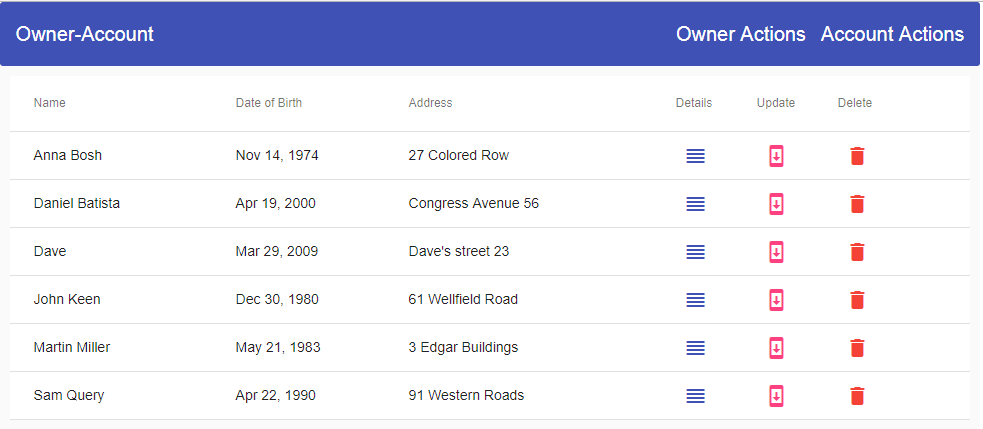 Owner-Account Owner Actions Account Actions
Name Date of Birth Address Details Update Delete
Anna Bosh Nov 14, 1974 27 Colored Row
Daniel Batista Apr 19, 2000 Congress Avenue 56
Dave Mar 29, 2009 Dave's street 23
John Keen Dec 30, 1980 61 Wellfield Road
Martin Miller May 21, 1983 3 Edgar Buildings
Sam Query Apr 22, 1990 91 Western Roads